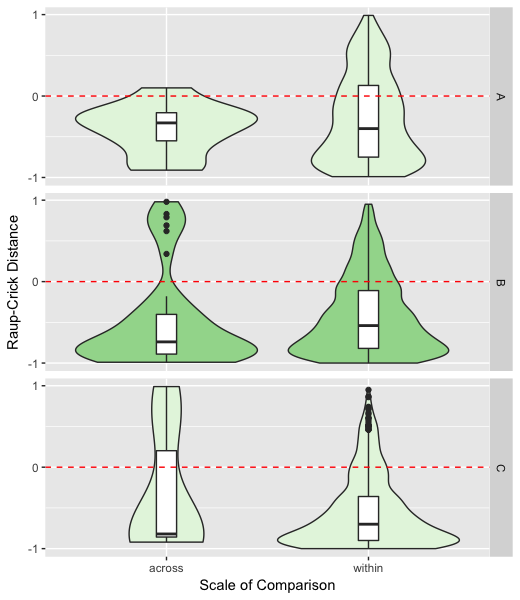 1
0
-1
A
1
0
-1
B
1
0
-1
C
Raup-Crick Distance
across within
Scale of Comparison